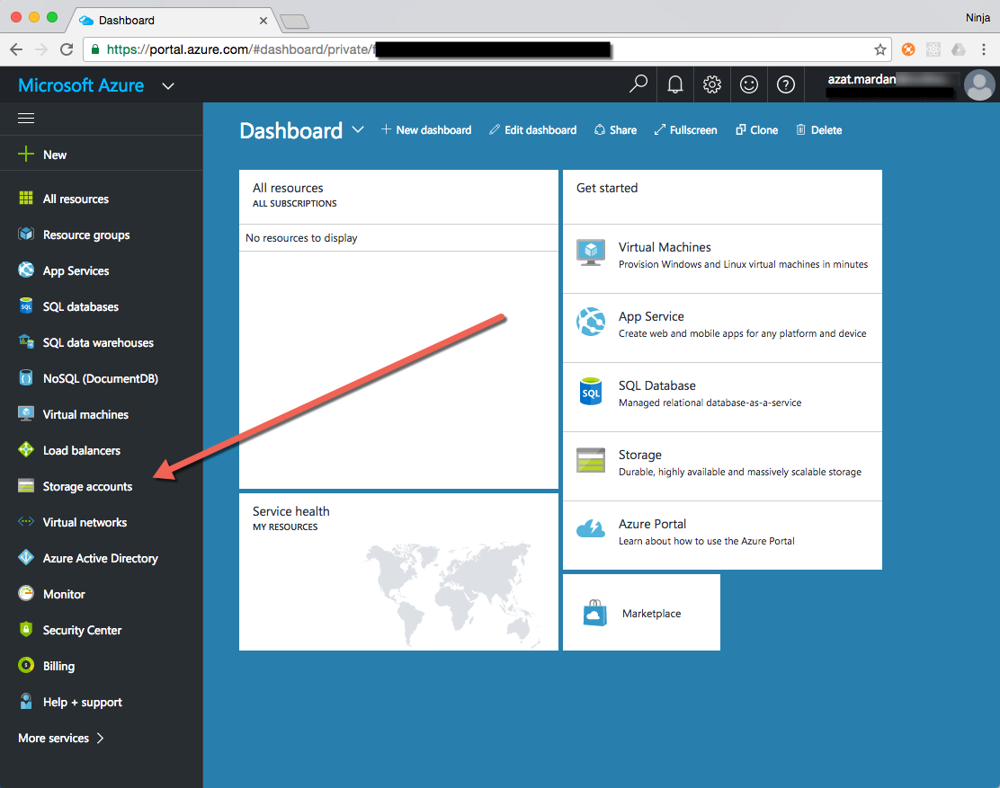 Dashboard
Ninja
https://portal.azure.com/#dashboard/private/
Microsoft Azure
azat.mardan
New
All resources
Resource groups
App Services
SQL databases
SQL data warehouses
NoSQL (DocumentDB)
Virtual machines
Load balancers
Storage accounts
Virtual networks
Azure Active Directory
Monitor
Security Center
Billing
Help + support
More services
Dashboard
New dashboard
Edit dashboard
Share
Fullscreen
Clone
Delete
All resources
ALL SUBSCRIPTIONS
No resources to display
Service health
MY RESOURCES
Get started
Virtual Machines
Provision Windows and Linux virtual machines in minutes
App Service
Create web and mobile apps for any platform and device
SQL
SQL Database
Managed relational database-as-a-service
Storage
Durable, highly available and massively scalable storage
Azure Portal
Learn about how to use the Azure Portal
Marketplace